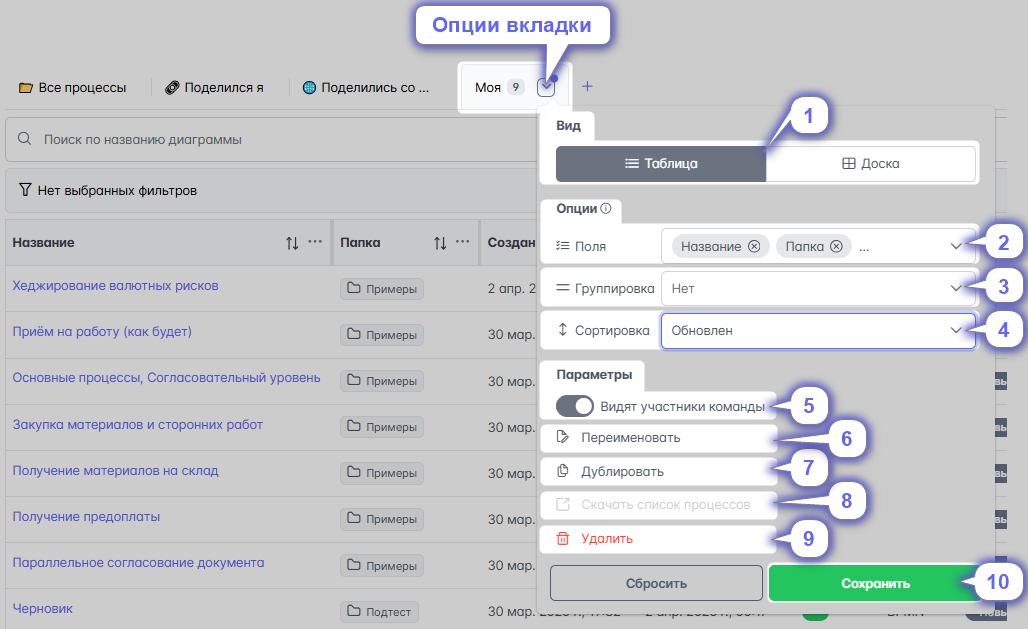 Опции вкладки
Все процессы
Поделился я
Поделились со ...
Моя 9
+
Поиск по названию диаграммы
Нет выбранных фильтров
Название ...
Папка ...
Создан
Хеджирование валютных рисков
Примеры
2 апр. 2
Приём на работу (как будет)
Примеры
30 мар.
Основные процессы, Согласовательный уровень
Примеры
30 мар.
Закупка материалов и сторонних работ
Примеры
30 мар.
Получение материалов на склад
Примеры
30 мар.
Получение предоплаты
Примеры
30 мар.
Параллельное согласование документа
Примеры
30 мар.
Черновик
Подтест
Вид
Таблица
Доска
1
Опции
Поля
Название
Папка
...
2
Группировка
Нет
3
Сортировка
Обновлен
4
Параметры
Видят участники команды
5
Переименовать
6
Дублировать
7
Скачать список процессов
8
Удалить
9
Сбросить
Сохранить
10